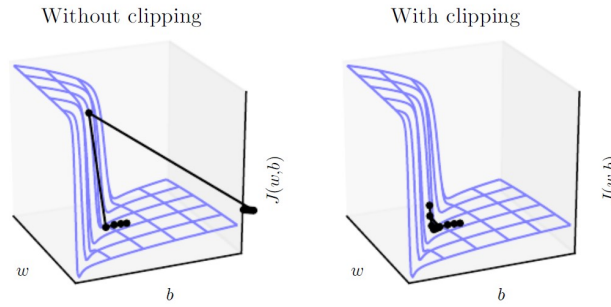 Without clipping
With clipping
J(w,b)
w
b
J(w,b)
w
b